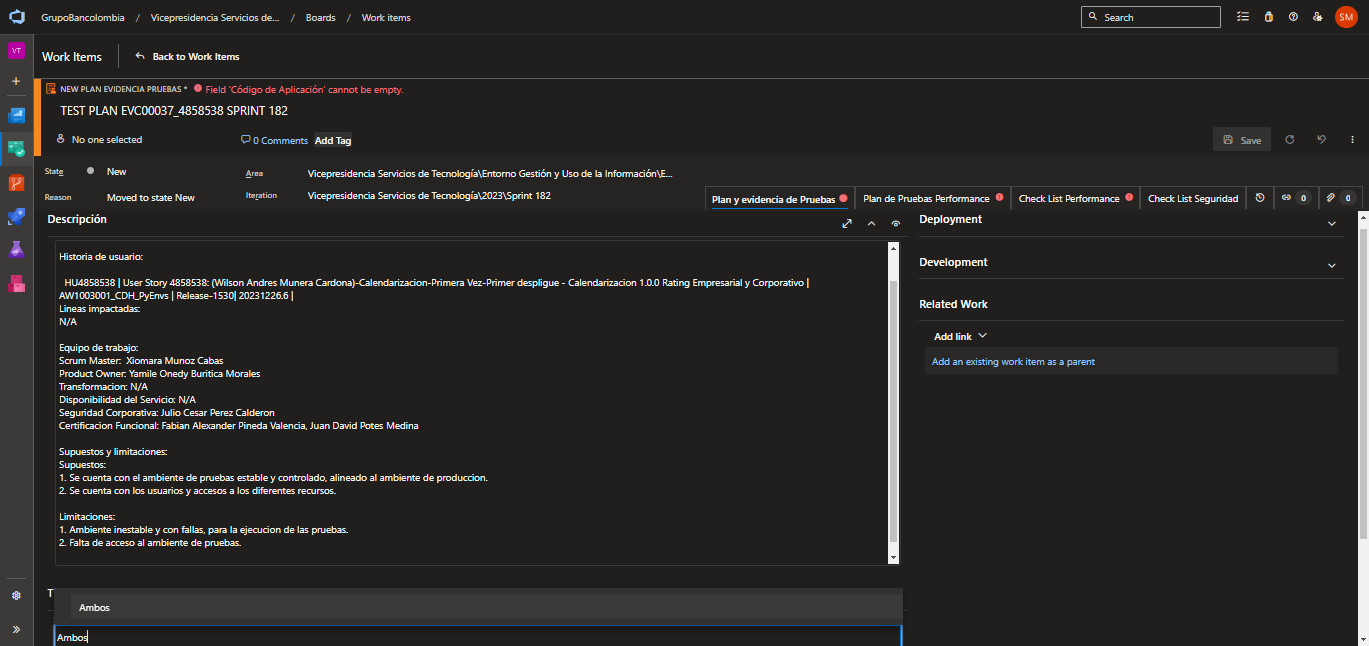 GrupoBancolombia / Vicepresidencia Servicios de... / Boards / Work items
Search
SM
VT
Work Items
Back to Work Items
NEW PLAN EVIDENCIA PRUEBAS * Field 'Código de Aplicación' cannot be empty.
TEST PLAN EVC00037_4858538 SPRINT 182
No one selected
0 Comments
Add Tag
Save
State
New
Area
Vicepresidencia Servicios de Tecnología\Entorno Gestión y Uso de la Información\E...
Reason
Moved to state New
Iteration
Vicepresidencia Servicios de Tecnología\2023\Sprint 182
Plan y evidencia de Pruebas
Plan de Pruebas Performance
Check List Performance
Check List Seguridad
0
0
Descripción
Historia de usuario:
HU4858538 | User Story 4858538: (Wilson Andres Munera Cardona)-Calendarizacion-Primera Vez-Primer despligue - Calendarizacion 1.0.0 Rating Empresarial y Corporativo |
AW1003001_CDH_PyEnvs | Release-1530| 20231226.6 |
Lineas impactadas:
N/A
Equipo de trabajo:
Scrum Master: Xiomara Munoz Cabas
Product Owner: Yamile Onedy Buritica Morales
Transformacion: N/A
Disponibilidad del Servicio: N/A
Seguridad Corporativa: Julio Cesar Perez Calderon
Certificacion Funcional: Fabian Alexander Pineda Valencia, Juan David Potes Medina
Supuestos y limitaciones:
Supuestos:
1. Se cuenta con el ambiente de pruebas estable y controlado, alineado al ambiente de produccion.
2. Se cuenta con los usuarios y accesos a los diferentes recursos.
Limitaciones:
1. Ambiente inestable y con fallas, para la ejecucion de las pruebas.
2. Falta de acceso al ambiente de pruebas.
T
Ambos
Ambos
Deployment
Development
Related Work
Add link
Add an existing work item as a parent